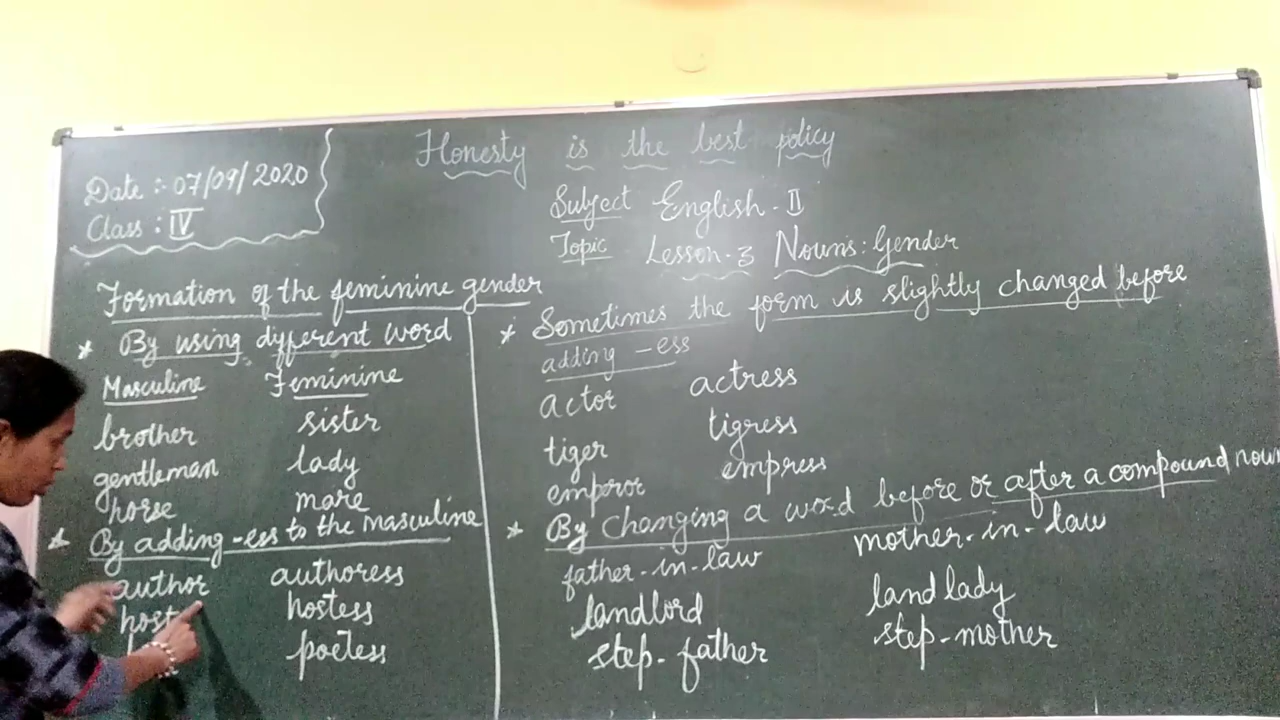 Honesty is the best policy
Date :- 07/09/2020
Class : IV
Subject English - II
Topic Lesson-3 Nouns: Gender
Formation of the feminine gender
* By using different word
Masculine Feminine
brother sister
gentleman lady
horse mare
* By adding -ess to the masculine
author authoress
host hostess
poetess
* Sometimes the form is slightly changed before
adding -ess
actor actress
tiger tigress
emperor empress
* By changing a word before or after a compound noun
father-in-law mother-in-law
landlord land lady
step-father step-mother